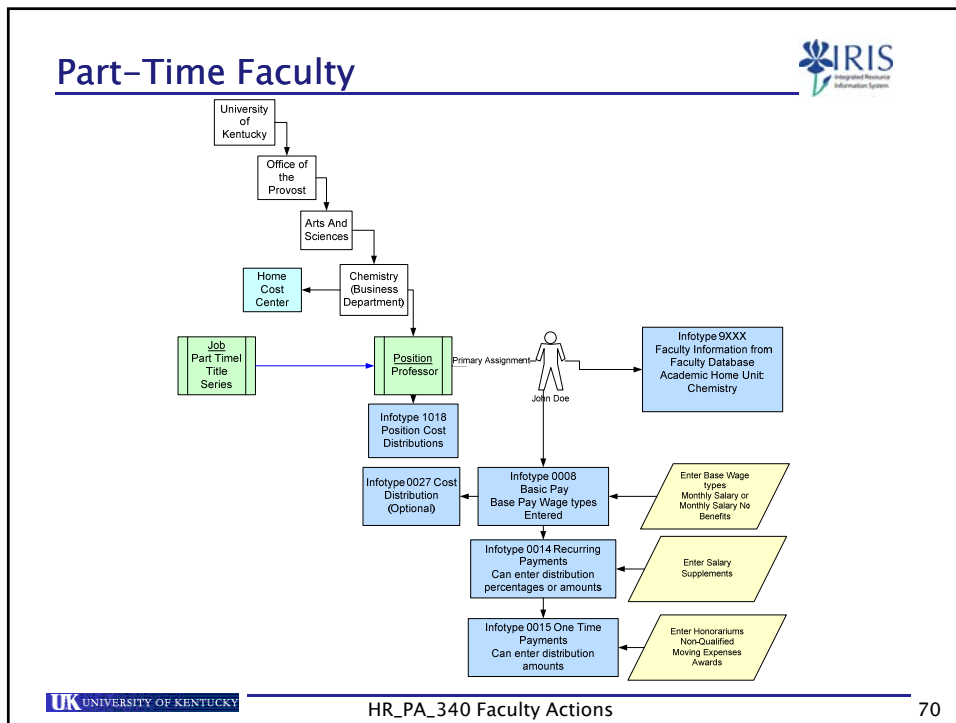 Part-Time Faculty
IRIS
Integrated Resource
Information System
University
of
Kentucky
Office of
the
Provost
Arts And
Sciences
Home
Cost
Center
Chemistry
(Business
Department)
Job
Part Timel
Title
Series
Position
Professor
Primary Assignment
John Doe
Infotype 9XXX
Faculty Information from
Faculty Database
Academic Home Unit:
Chemistry
Infotype 1018
Position Cost
Distributions
Infotype 0027 Cost
Distribution
(Optional)
Infotype 0008
Basic Pay
Base Pay Wage types
Entered
Enter Base Wage
types
Monthly Salary or
Monthly Salary No
Benefits
Infotype 0014 Recurring
Payments
Can enter distribution
percentages or amounts
Enter Salary
Supplements
Infotype 0015 One Time
Payments
Can enter distribution
amounts
Enter Honorariums
Non-Qualified
Moving Expenses
Awards
UK UNIVERSITY OF KENTUCKY
HR_PA_340 Faculty Actions
70